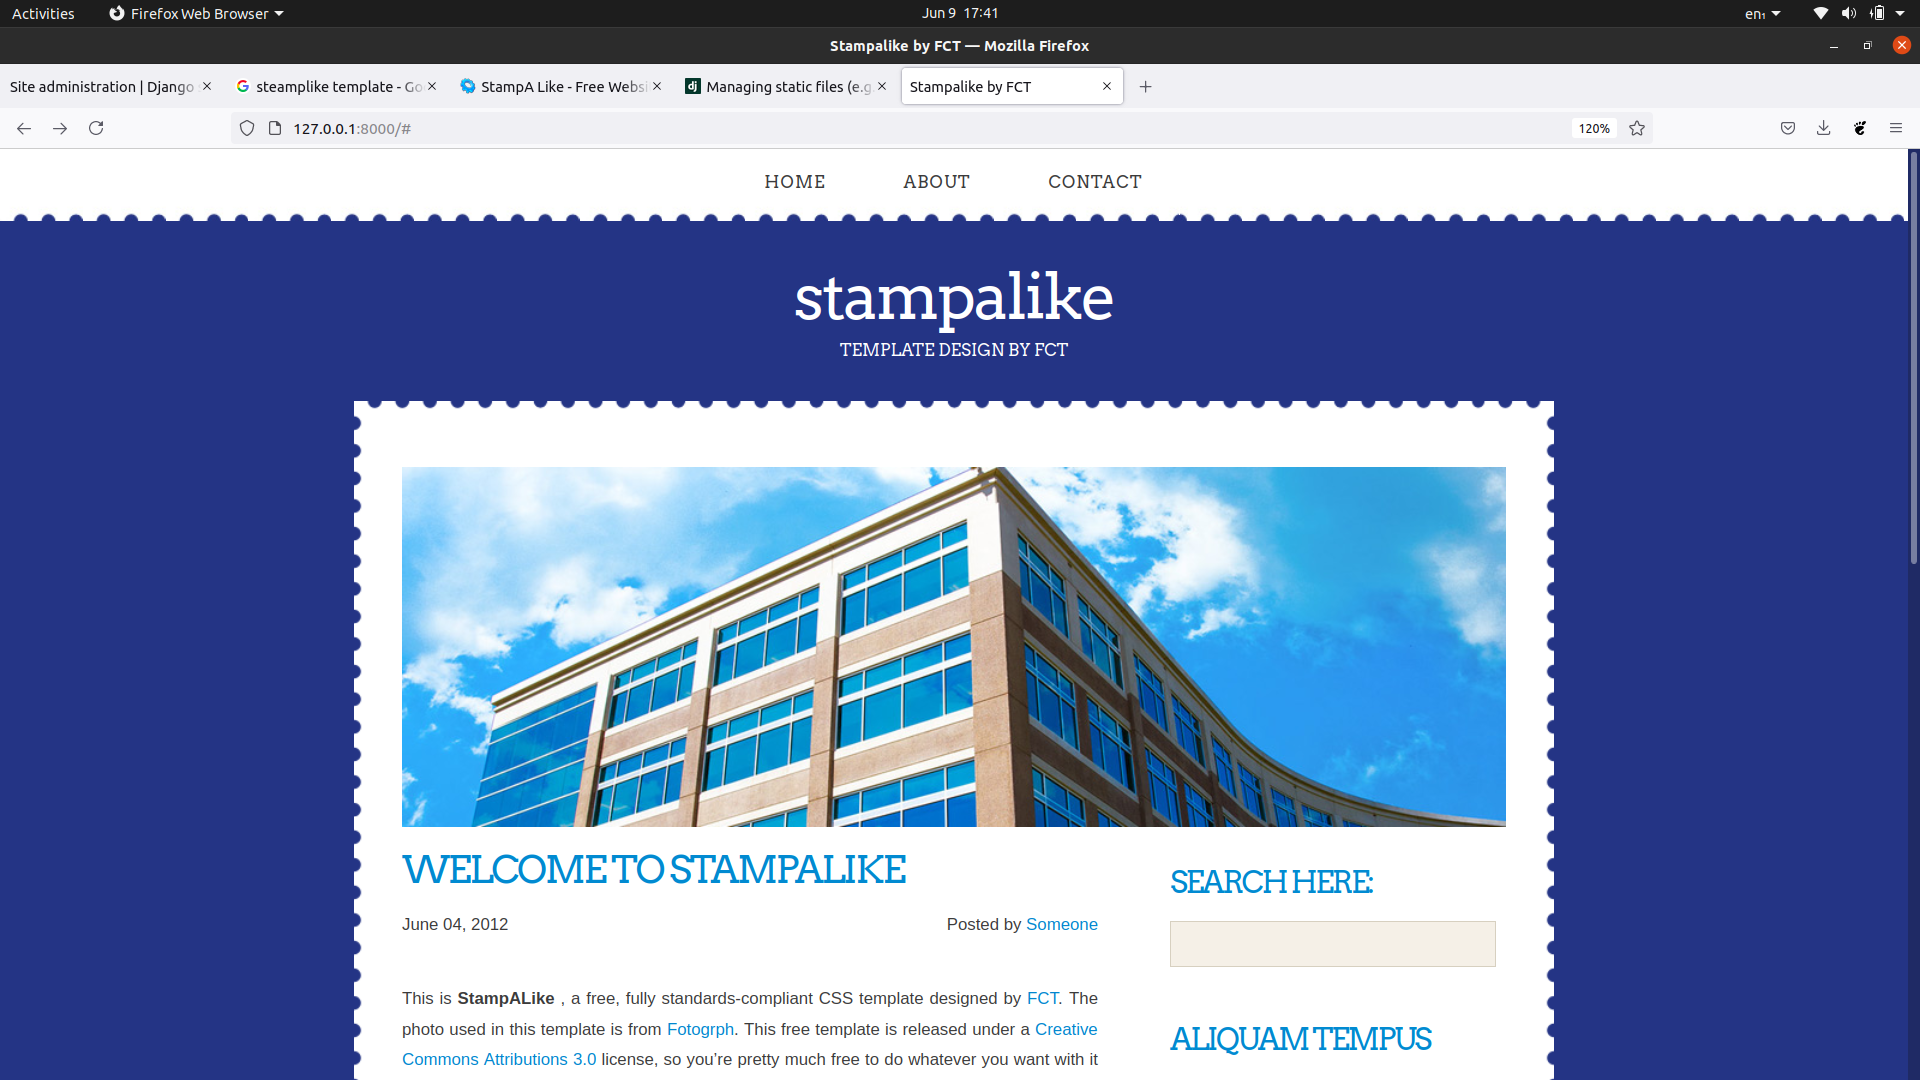 Activities Firefox Web Browser Jun 9 17:41 en₁
Stampalike by FCT — Mozilla Firefox
Site administration | Django steamplike template - Go StampA Like - Free Websi Managing static files (e.g Stampalike by FCT
127.0.0.1:8000/# 120%
HOME ABOUT CONTACT
stampalike
TEMPLATE DESIGN BY FCT
WELCOME TO STAMPALIKE
June 04, 2012 Posted by Someone
This is StampALike , a free, fully standards-compliant CSS template designed by FCT. The
photo used in this template is from Fotogrph. This free template is released under a Creative
Commons Attributions 3.0 license, so you’re pretty much free to do whatever you want with it
SEARCH HERE:
ALIQUAM TEMPUS